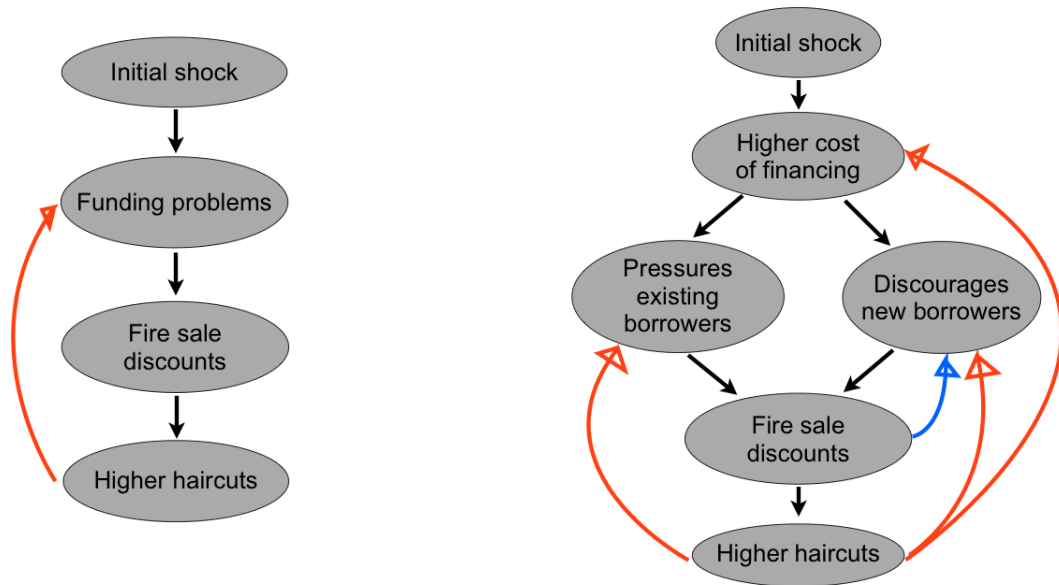 Initial shock
Funding problems
Fire sale
discounts
Higher haircuts
Initial shock
Higher cost
of financing
Pressures
existing
borrowers
Discourages
new borrowers
Fire sale
discounts
Higher haircuts